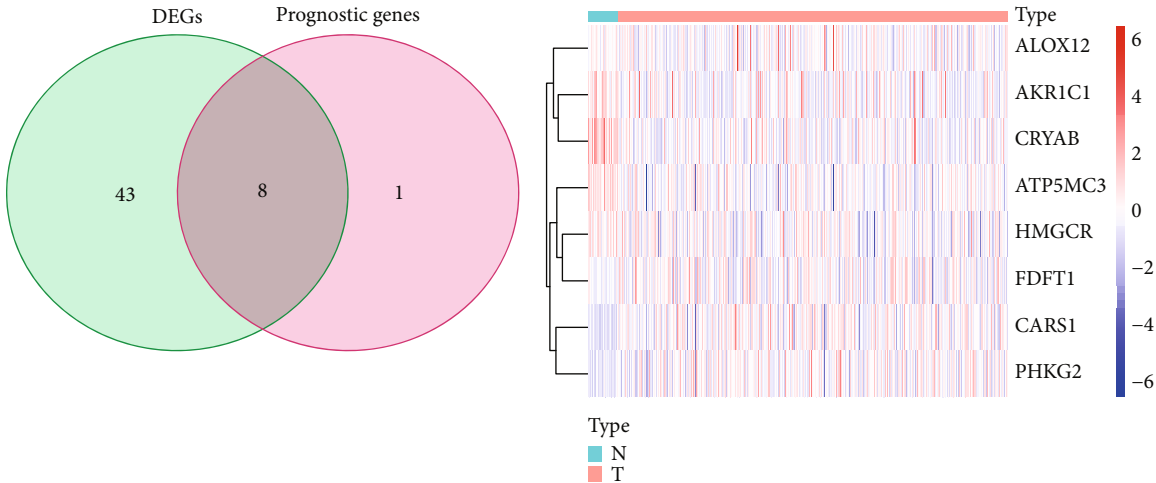 DEGs
Prognostic genes
43
8
1
Type
ALOX12
AKR1C1
CRYAB
ATP5MC3
HMGCR
FDFT1
CARS1
PHKG2
6
4
2
0
−2
−4
−6
Type
N
T